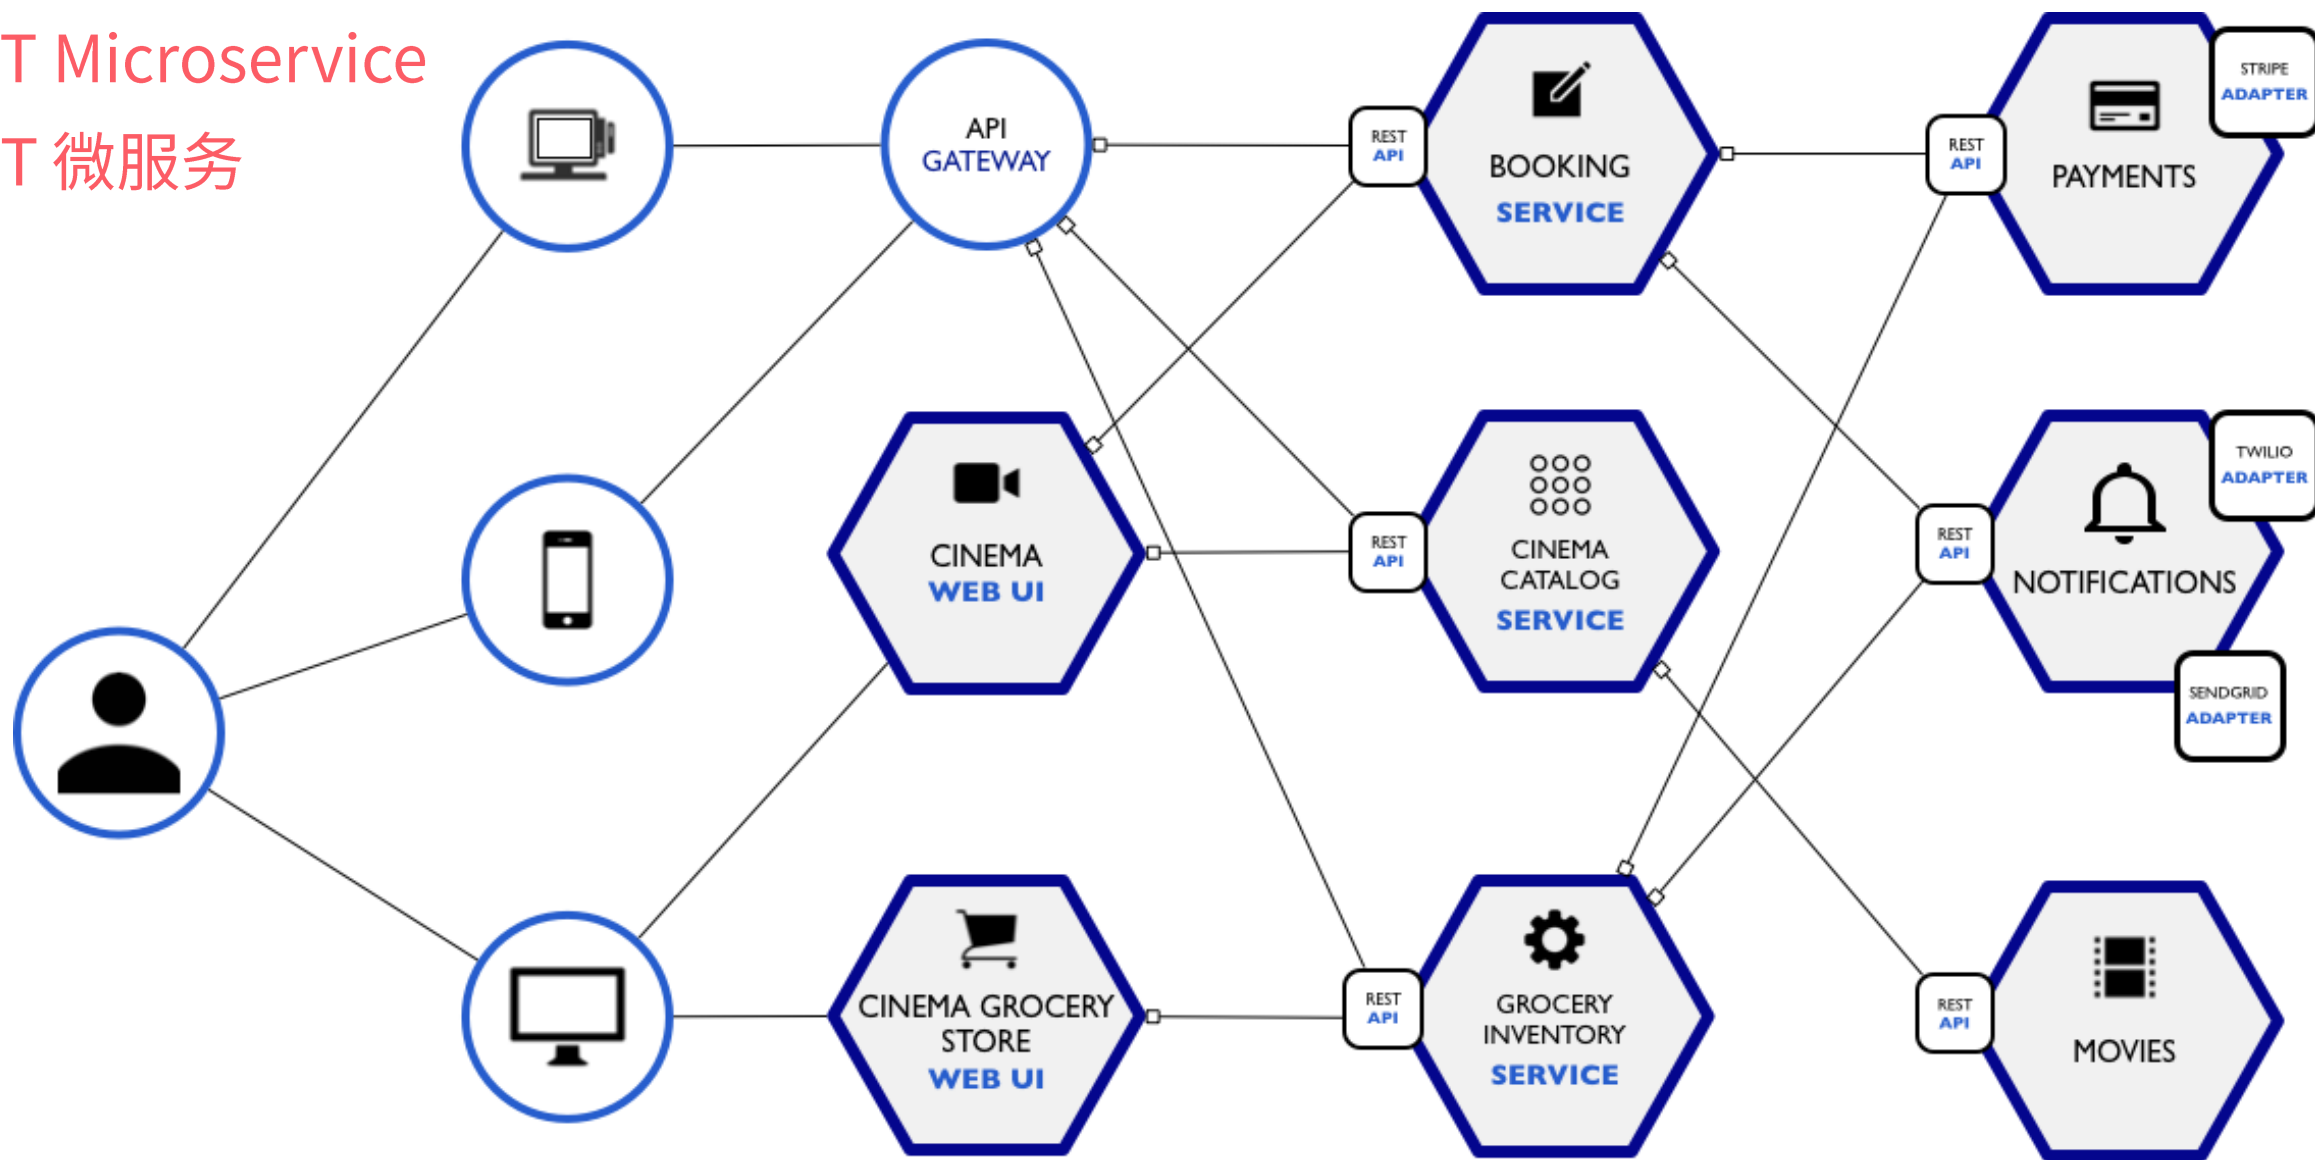 T Microservice
T 微服务
API
GATEWAY
REST
API
BOOKING
SERVICE
REST
API
PAYMENTS
STRIPE
ADAPTER
CINEMA
WEB UI
REST
API
CINEMA
CATALOG
SERVICE
REST
API
NOTIFICATIONS
TWILIO
ADAPTER
SENDGRID
ADAPTER
CINEMA GROCERY
STORE
WEB UI
REST
API
GROCERY
INVENTORY
SERVICE
REST
API
MOVIES